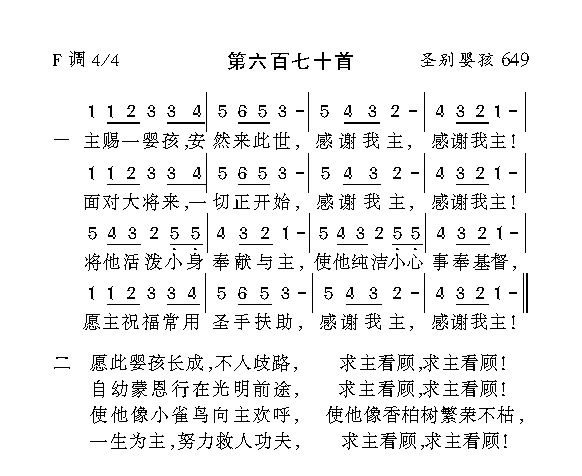 F 调 4/4 第六百七十首 圣别婴孩 649
1 1 2 3 3 4 | 5 6 5 3 - | 5 4 3 2 - | 4 3 2 1 - |
一 主赐一婴孩,安 然来此世, 感谢我主, 感谢我主!
1 1 2 3 3 4 | 5 6 5 3 - | 5 4 3 2 - | 4 3 2 1 - |
面对大将来,一 切正开始, 感谢我主, 感谢我主!
5 4 3 2 5 5 | 4 3 2 1 - | 5 4 3 2 5 5 | 4 3 2 1 - |
将他活泼小身 奉献与主, 使他纯洁小心 事奉基督,
1 1 2 3 3 4 | 5 6 5 3 - | 5 4 3 2 - | 4 3 2 1 - ‖
愿主祝福常用 圣手扶助, 感谢我主, 感谢我主!
二 愿此婴孩长成,不人歧路, 求主看顾,求主看顾!
自幼蒙恩行在光明前途, 求主看顾,求主看顾!
使他像小雀鸟向主欢呼, 使他像香柏树繁荣不枯,
一生为主,努力救人功夫, 求主看顾,求主看顾!